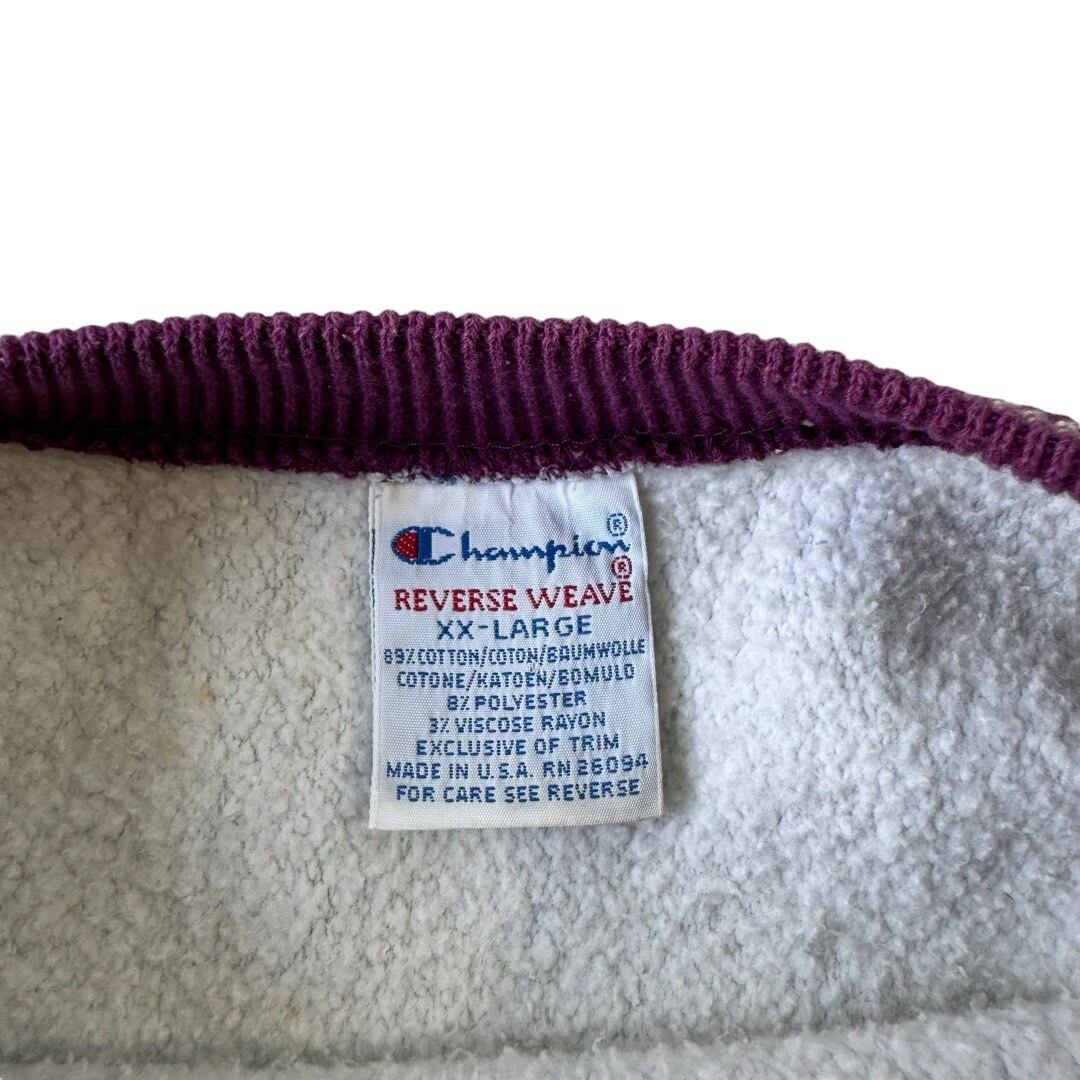 Champion®
REVERSE WEAVE®
XX-LARGE
89% COTTON/COTON/BAUMWOLLE
COTONE/KATOEN/BOMULD
8% POLYESTER
3% VISCOSE RAYON
EXCLUSIVE OF TRIM
MADE IN U.S.A. RN 26094
FOR CARE SEE REVERSE